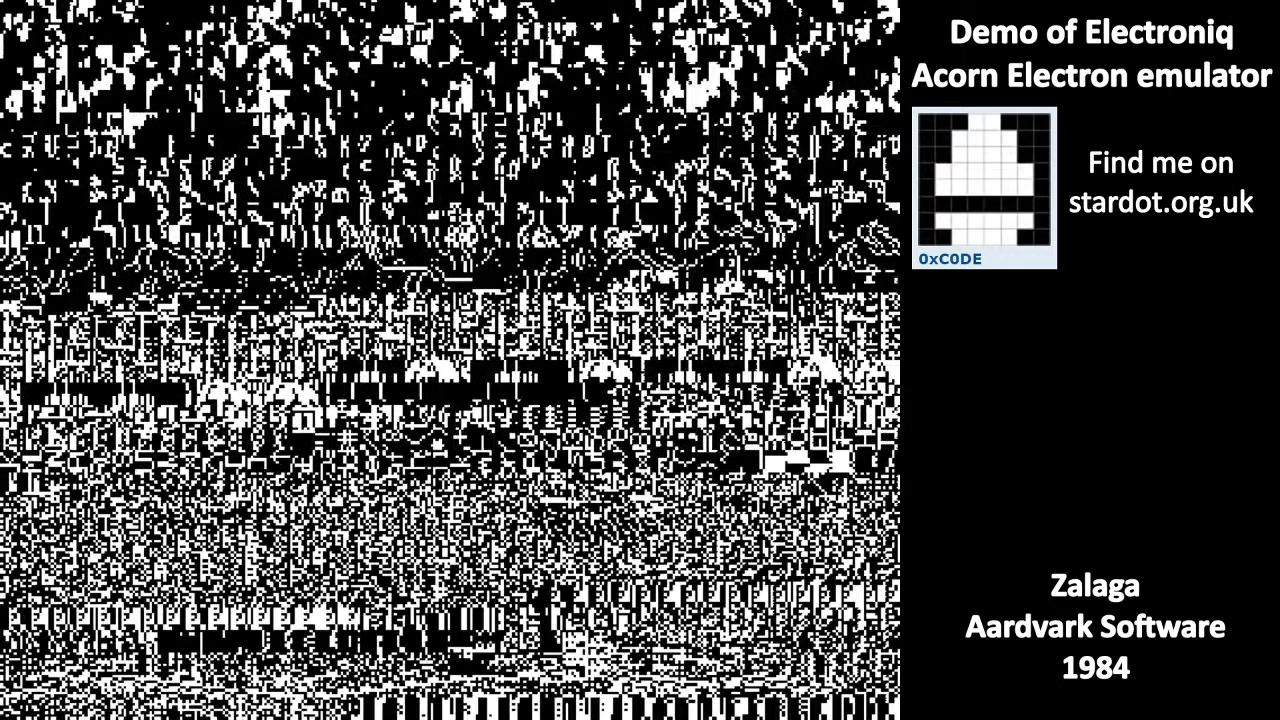 Demo of Electroniq
Acorn Electron emulator
Find me on
stardot.org.uk
0xC0DE
Zalaga
Aardvark Software
1984